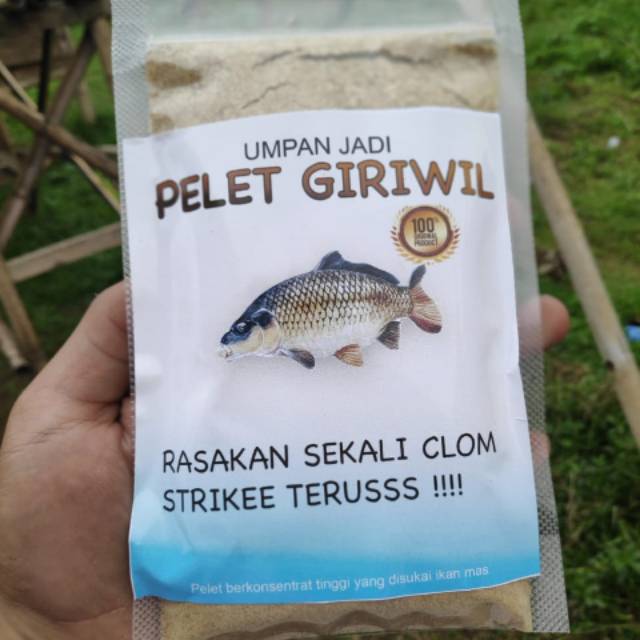 UMPAN JADI
PELET GIRIWIL
100%
ORIGINAL
PRODUCT
RASAKAN SEKALI CLOM
STRIKEE TERUSSS !!!!
Pelet berkonsentrat tinggi yang disukai ikan mas